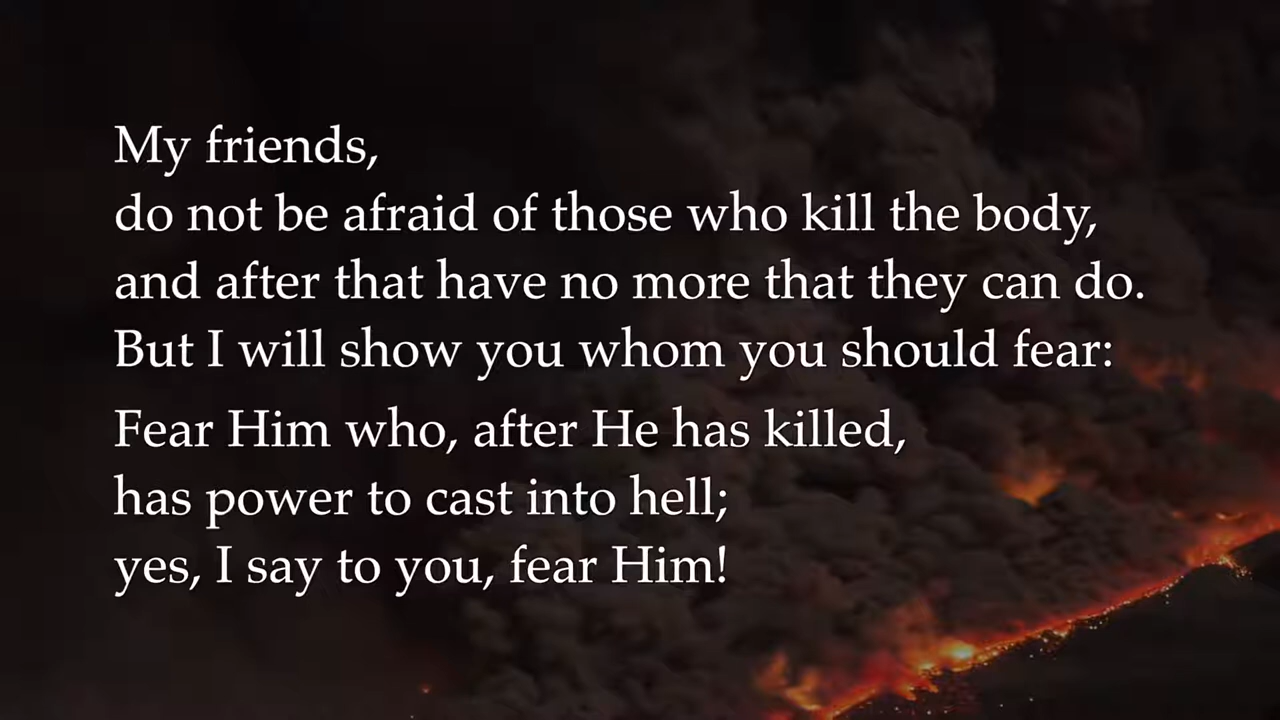 My friends,
do not be afraid of those who kill the body,
and after that have no more that they can do.
But I will show you whom you should fear:
Fear Him who, after He has killed,
has power to cast into hell;
yes, I say to you, fear Him!